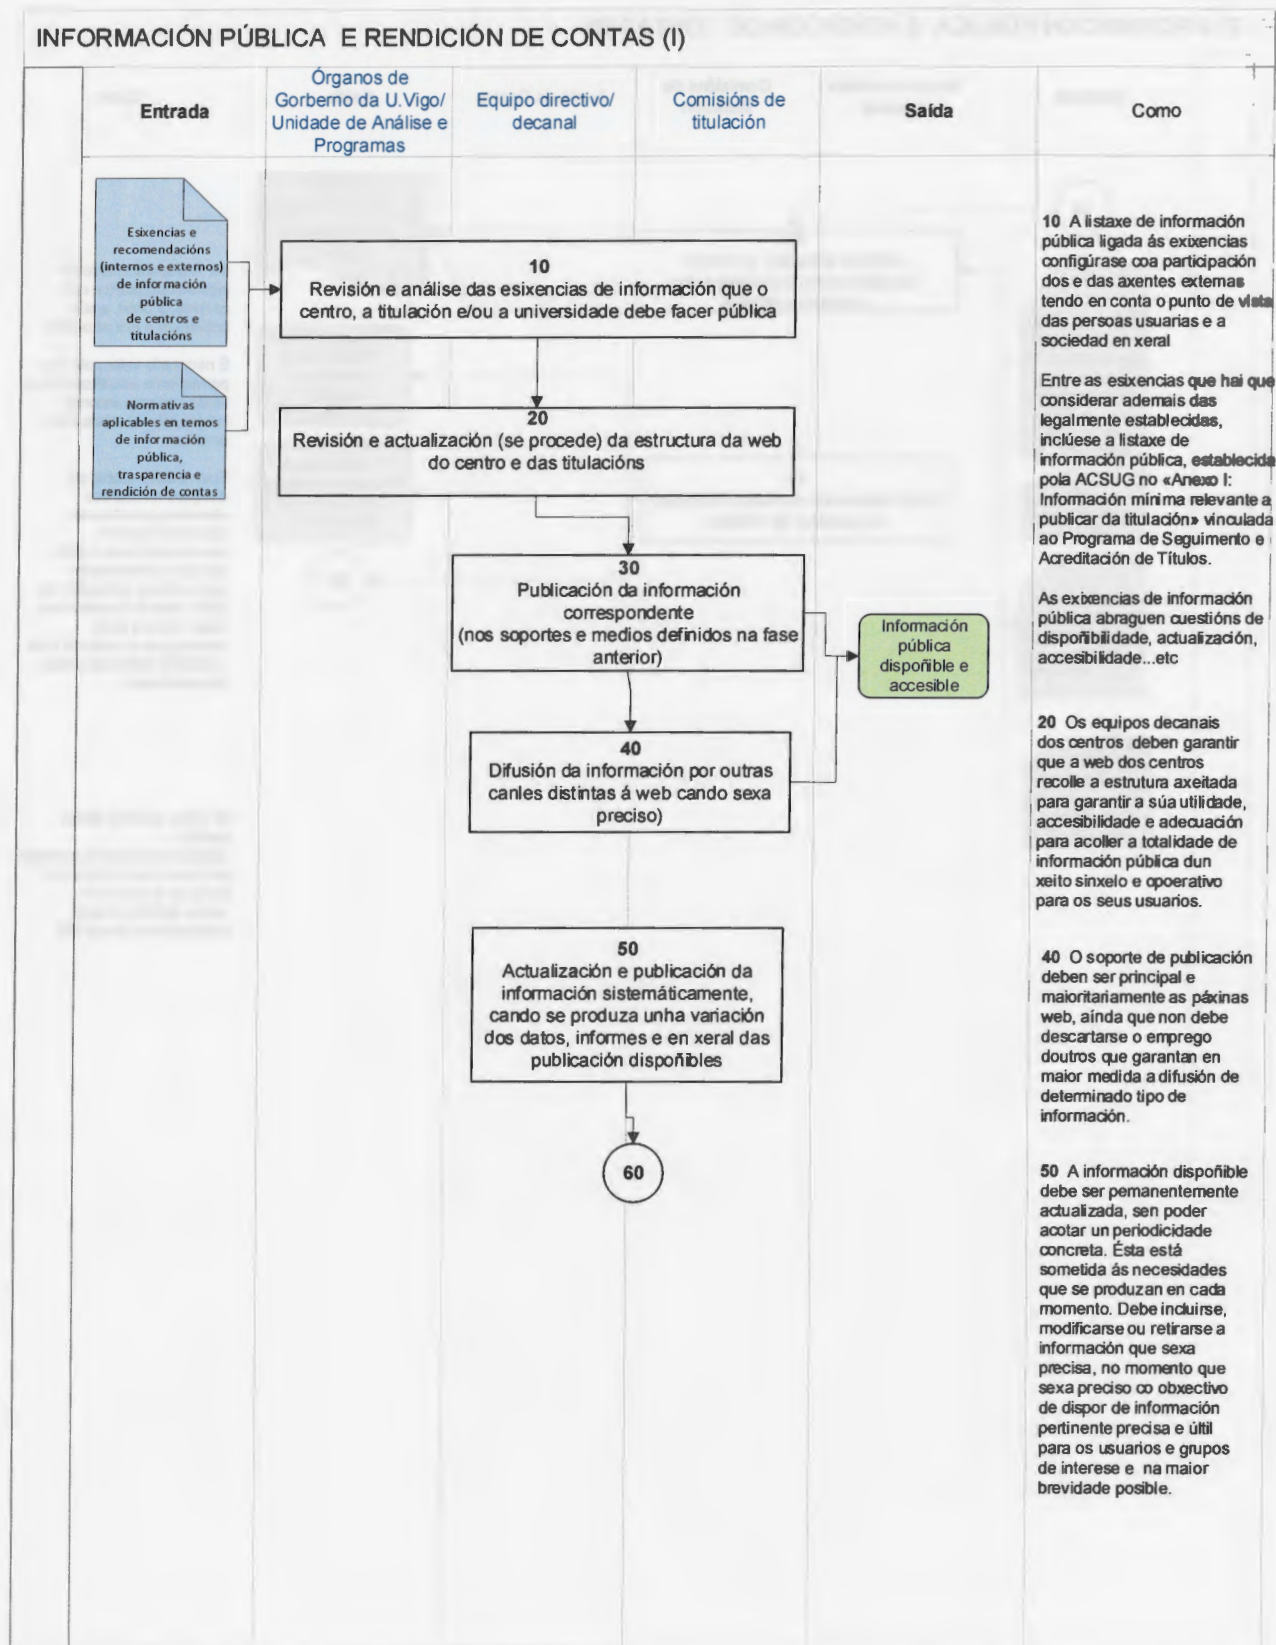 INFORMACIÓN PÚBLICA E RENDICIÓN DE CONTAS (I)
Entrada
Órganos de
Gorberno da U.Vigo/
Unidade de Análise e
Programas
Equipo directivo/
decanal
Comisións de
titulación
Saída
Como
Esixencias e
recomendacións
(internos e externos)
de información
pública
de centros e
titulacións
Normativas
aplicables en temos
de información
pública,
trasparencia e
rendición de contas
10
Revisión e análise das esixencias de información que o
centro, a titulación e/ou a universidade debe facer pública
20
Revisión e actualización (se procede) da estructura da web
do centro e das titulacións
30
Publicación da información
correspondente
(nos soportes e medios definidos na fase
anterior)
40
Difusión da información por outras
canles distintas á web cando sexa
preciso)
50
Actualización e publicación da
información sistemáticamente,
cando se produza unha variación
dos datos, informes e en xeral das
publicación dispoñibles
60
Información
pública
dispoñible e
accesible
10 A listaxe de información
pública ligada ás exixencias
configúrase coa participación
dos e das axentes externas
tendo en conta o punto de vista
das persoas usuarias e a
sociedad en xeral
Entre as esixencias que hai que
considerar ademais das
legalmente establecidas,
inclúese a listaxe de
información pública, establecida
pola ACSUG no «Anexo I:
Información mínima relevante a
publicar da titulación» vinculada
ao Programa de Seguimento e
Acreditación de Títulos.
As exixencias de información
pública abraguen cuestións de
dispoñibilidade, actualización,
accesibilidade...etc
20 Os equipos decanais
dos centros deben garantir
que a web dos centros
recolle a estrutura axeitada
para garantir a súa utilidade,
accesibilidade e adecuación
para acoller a totalidade de
información pública dun
xeito sinxelo e opoerativo
para os seus usuarios.
40 O soporte de publicación
deben ser principal e
maioritariamente as páxinas
web, aínda que non debe
descartarse o emprego
doutros que garantan en
maior medida a difusión de
determinado tipo de
información.
50 A información dispoñible
debe ser pemanentemente
actualizada, sen poder
acotar un periodicidade
concreta. Ésta está
sometida ás necesidades
que se produzan en cada
momento. Debe incluirse,
modificarse ou retirarse a
información que sexa
precisa, no momento que
sexa preciso co obxectivo
de dispor de información
pertinente precisa e últil
para os usuarios e grupos
de interese e na maior
brevidade posible.